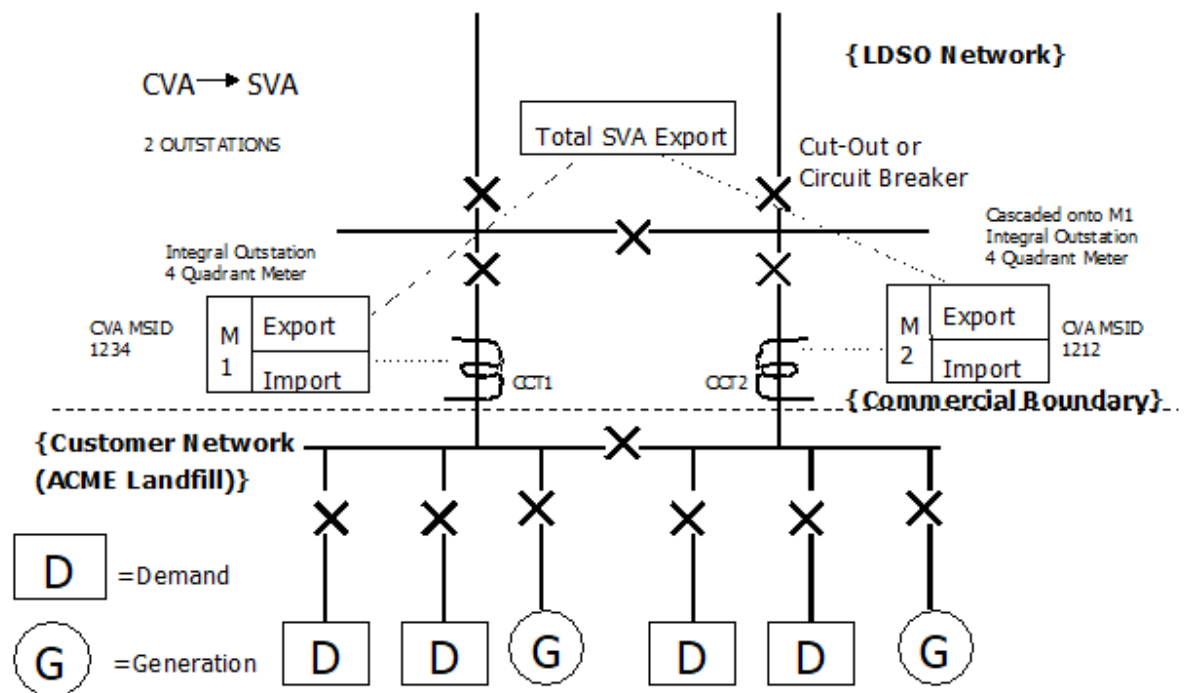 {LDSO Network}
CVA SVA
2 OUTSTATIONS
Total SVA Export
Cut-Out or
Circuit Breaker
Cascaded onto M1
Integral Outstation
4 Quadrant Meter
Integral Outstation
4 Quadrant Meter
CVA MSID
1234
M
1
Export
Import
CCT1
CCT2
M
2
Export
Import
CVA MSID
1212
{Commercial Boundary}
{Customer Network
(ACME Landfill)}
D =Demand
G =Generation
D
D
G
D
D
G